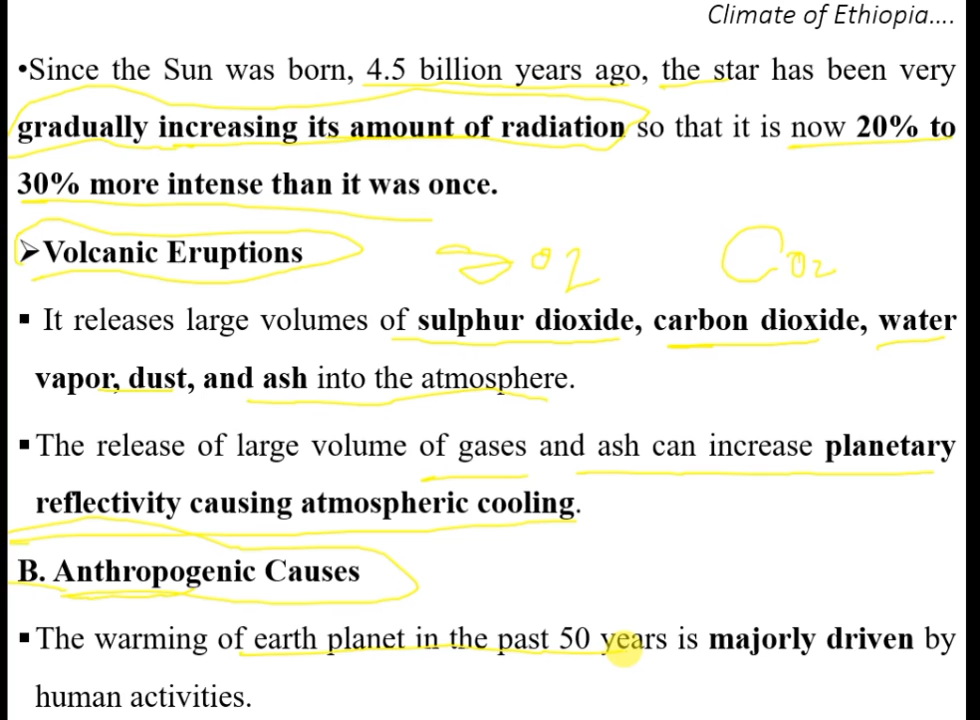 Climate of Ethiopia....
•Since the Sun was born, 4.5 billion years ago, the star has been very
gradually increasing its amount of radiation so that it is now 20% to
30% more intense than it was once.
➢Volcanic Eruptions SO2 CO2
▪ It releases large volumes of sulphur dioxide, carbon dioxide, water
vapor, dust, and ash into the atmosphere.
▪ The release of large volume of gases and ash can increase planetary
reflectivity causing atmospheric cooling.
B. Anthropogenic Causes
▪ The warming of earth planet in the past 50 years is majorly driven by
human activities.